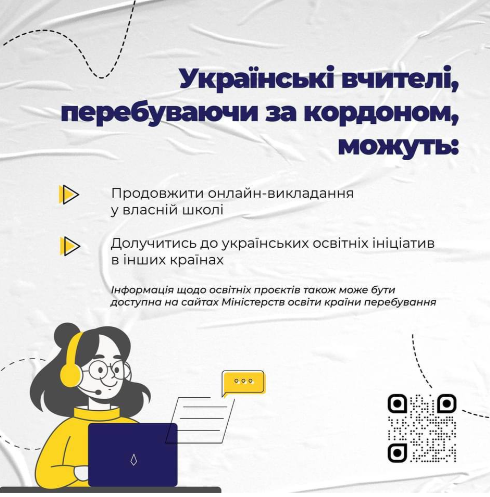 Українські вчителі,
перебуваючи за кордоном,
можуть:
Продовжити онлайн-викладання
у власній школі
Долучитись до українських освітніх ініціатив
в інших країнах
Інформація щодо освітніх проєктів також може бути
доступна на сайтах Міністерств освіти країни перебування